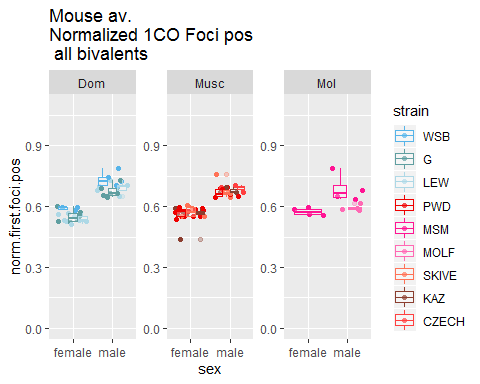 Mouse av.
Normalized 1CO Foci pos
all bivalents
Dom
Musc
Mol
norm.first.foci.pos
0.9
0.6
0.3
0.0
0.9
0.6
0.3
0.0
0.9
0.6
0.3
0.0
female male
female male
female male
sex
strain
WSB
G
LEW
PWD
MSM
MOLF
SKIVE
KAZ
CZECH